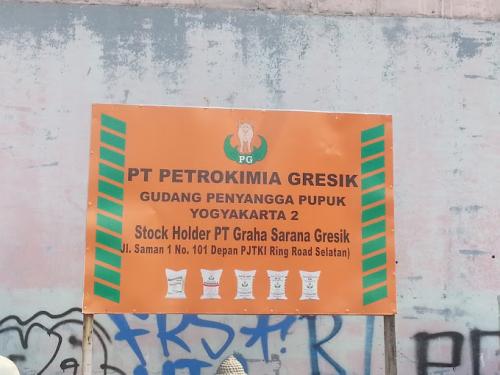 PG
PT PETROKIMIA GRESIK
GUDANG PENYANGGA PUPUK
YOGYAKARTA 2
Stock Holder PT Graha Sarana Gresik
Jl. Saman 1 No. 101 Depan PJTKI Ring Road Selatan)